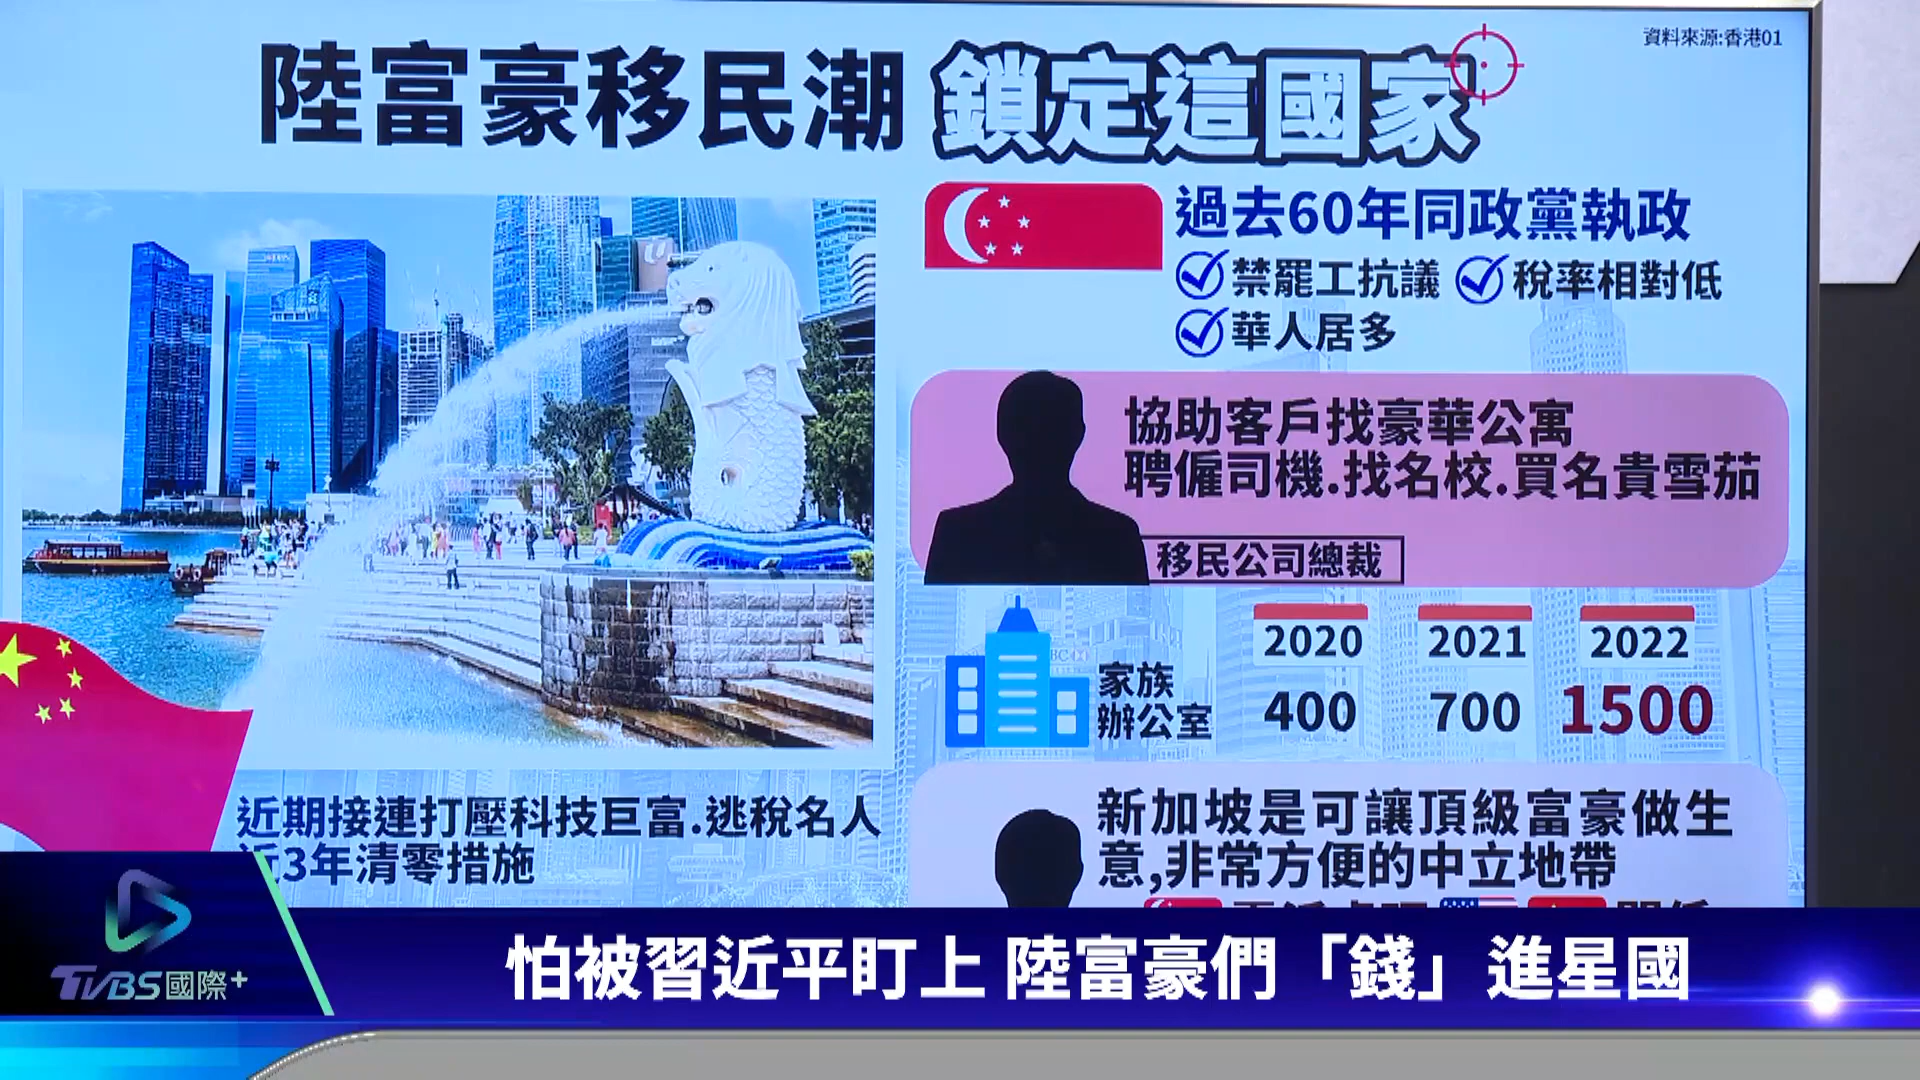 資料來源:香港01
陸富豪移民潮 鎖定這國家
過去60年同政黨執政
禁罷工抗議 稅率相對低
華人居多
協助客戶找豪華公寓
聘僱司機.找名校.買名貴雪茄
移民公司總裁
家族
辦公室
2020 2021 2022
400 700 1500
近期接連打壓科技巨富.逃稅名人
近3年清零措施
新加坡是可讓頂級富豪做生
意,非常方便的中立地帶
TVBS國際+
怕被習近平盯上 陸富豪們「錢」進星國